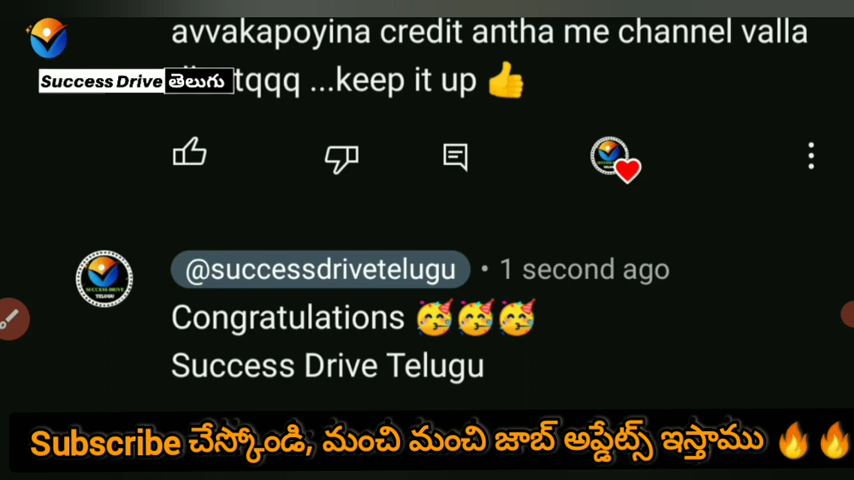 avvakapoyina credit antha me channel valla
tqqq ...keep it up 👍
Success Drive తెలుగు
@successdrivetelugu • 1 second ago
Congratulations 🥳🥳🥳
Success Drive Telugu
Subscribe చేస్కోండి, మంచి మంచి జాబ్ అప్డేట్స్ ఇస్తాము 🔥🔥